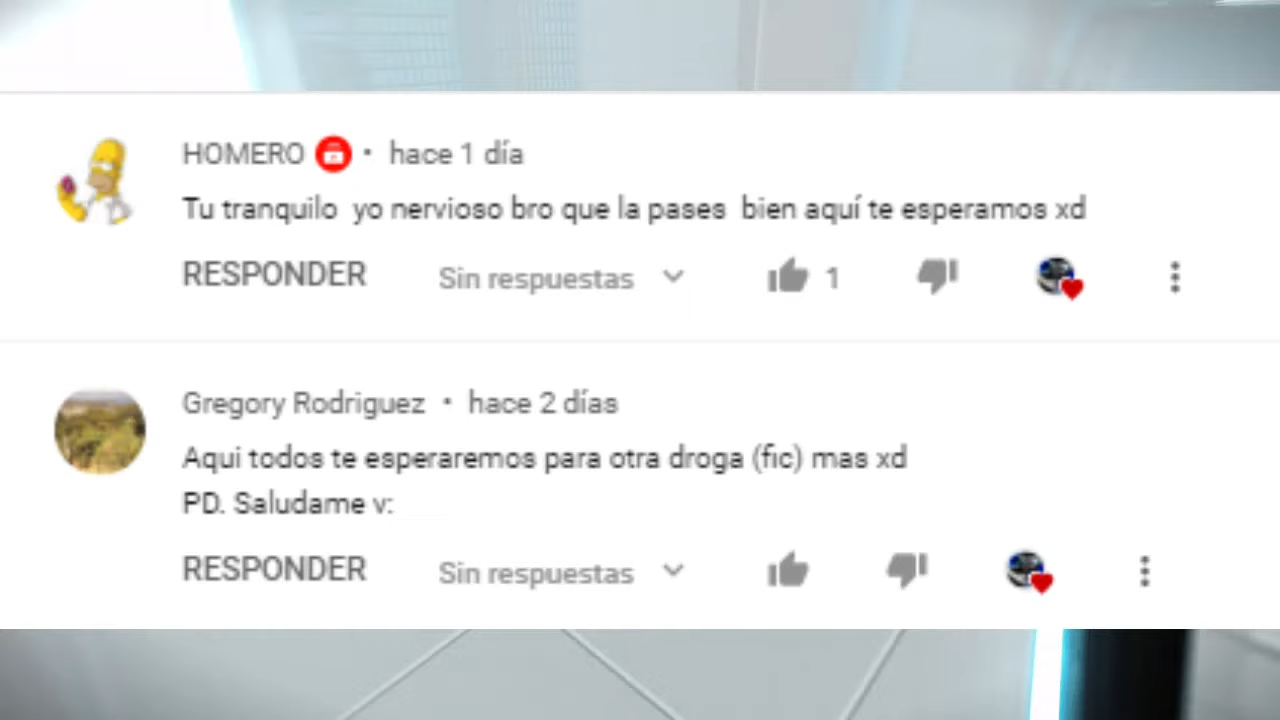 HOMERO • hace 1 día
Tu tranquilo yo nervioso bro que la pases bien aquí te esperamos xd
RESPONDER Sin respuestas 1
Gregory Rodriguez • hace 2 días
Aqui todos te esperaremos para otra droga (fic) mas xd
PD. Saludame v:
RESPONDER Sin respuestas